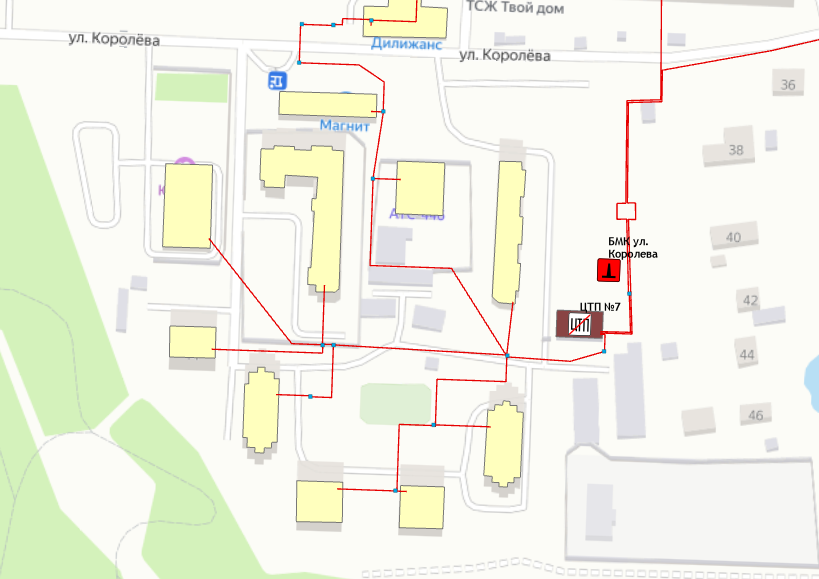 ТСЖ Твой дом
ул. Королёва
Дилижанс
ул. Королёва
36
Магнит
38
40
БМК ул.
Королева
42
ЦТП №7
ЦТП
44
46